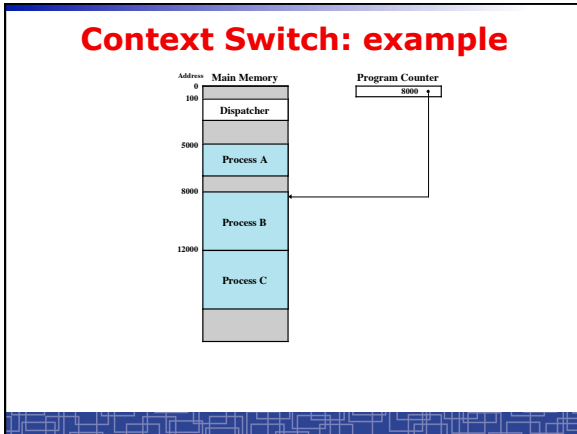 Context Switch: example
Address Main Memory Program Counter
0
8000
100
Dispatcher
5000
Process A
8000
Process B
12000
Process C